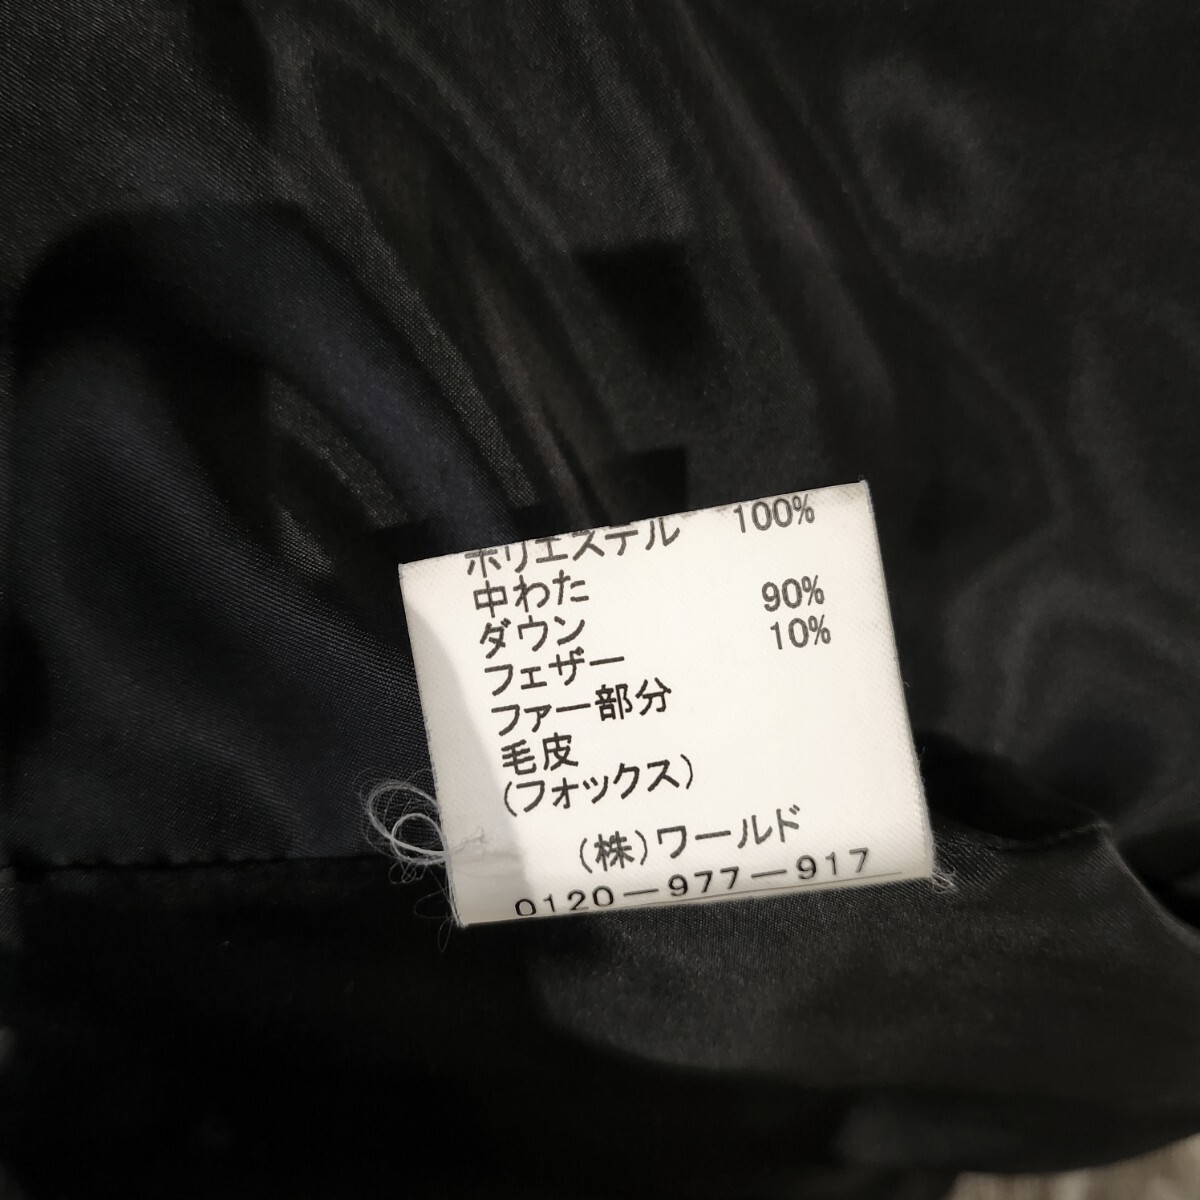 ポリエステル 100%
中わた
ダウン 90%
フェザー 10%
ファー部分
毛皮
(フォックス)
(株)ワールド
0120-977-917